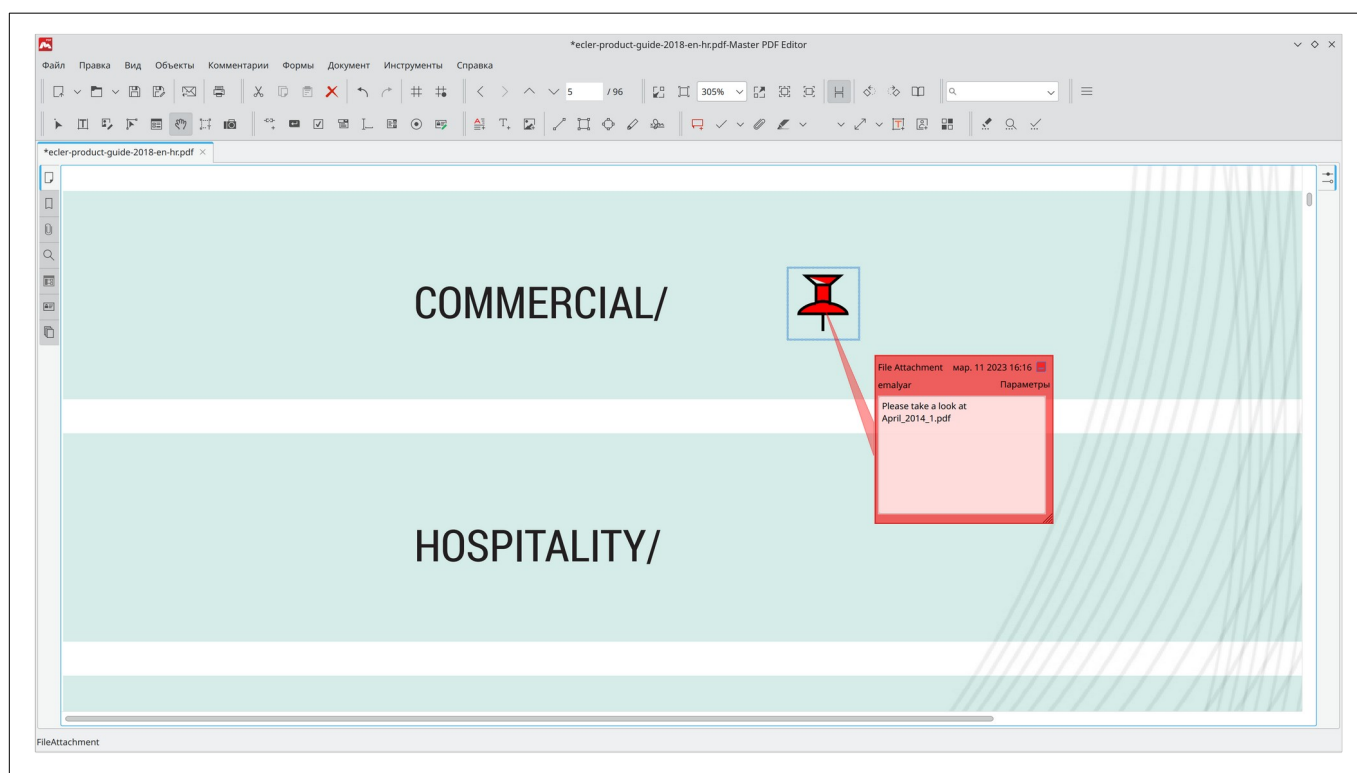 *ecler-product-guide-2018-en-hr.pdf-Master PDF Editor
Файл Правка Вид Объекты Комментарии Формы Документ Инструменты Справка
5 / 96 305%
*ecler-product-guide-2018-en-hr.pdf
COMMERCIAL/
File Attachment мар. 11 2023 16:16
emalyar Параметры
Please take a look at
April_2014_1.pdf
HOSPITALITY/
FileAttachment